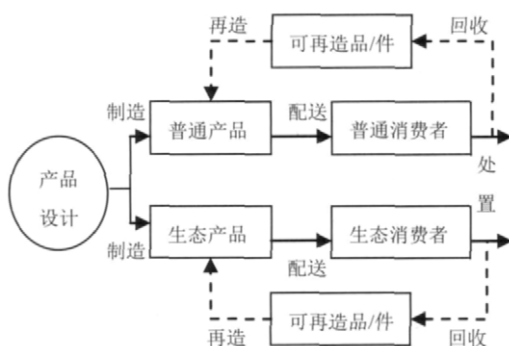 再造
可再造品/件
回收
制造
普通产品
配送
普通消费者
处
产品
设计
置
制造
生态产品
配送
生态消费者
再造
可再造品/件
回收